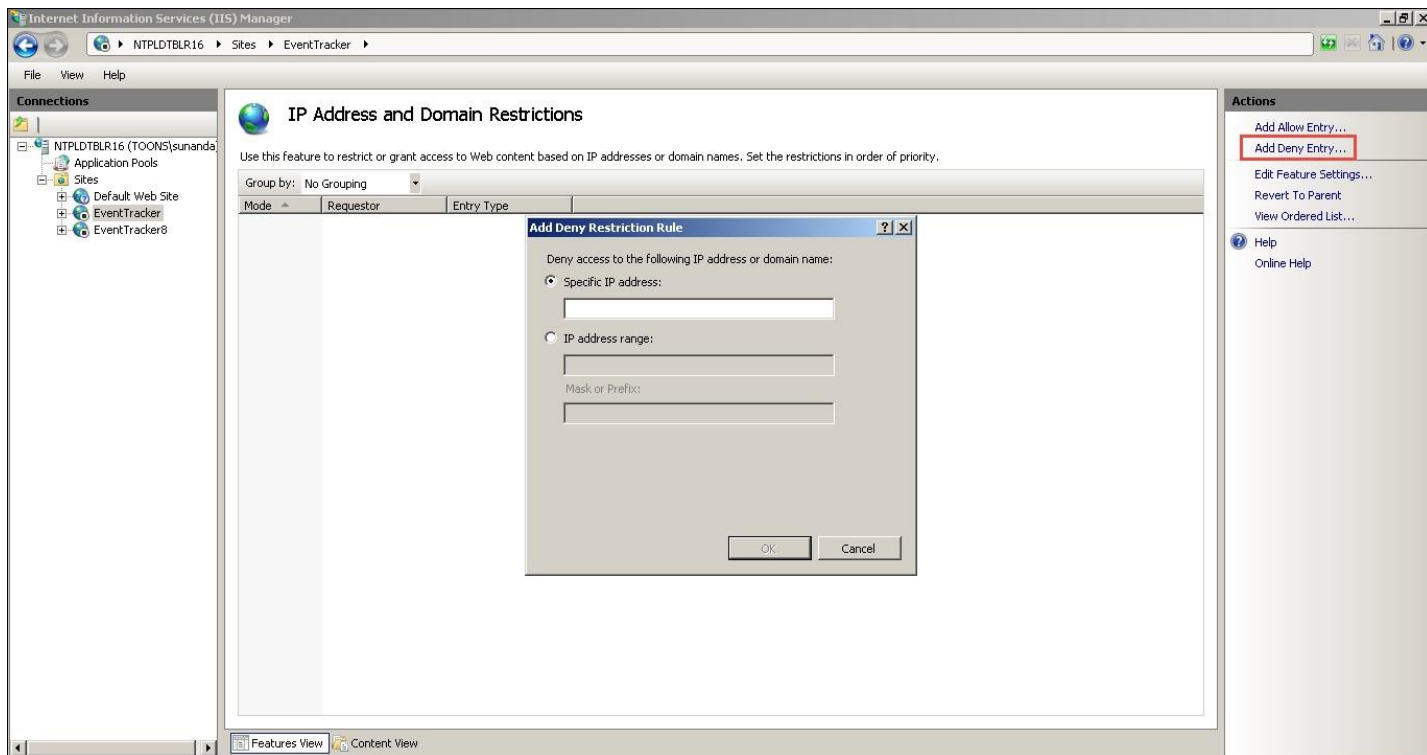 Internet Information Services (IIS) Manager
NTPLDTBLR16
Sites
EventTracker
File View Help
Connections
NTPLDTBLR16 (TOONS\sunanda
Application Pools
Sites
Default Web Site
EventTracker
EventTracker8
IP Address and Domain Restrictions
Use this feature to restrict or grant access to Web content based on IP addresses or domain names. Set the restrictions in order of priority.
Group by: No Grouping
Mode Requestor Entry Type
Add Deny Restriction Rule
Deny access to the following IP address or domain name:
Specific IP address:
IP address range:
Mask or Prefix:
OK Cancel
Features View Content View
Actions
Add Allow Entry...
Add Deny Entry...
Edit Feature Settings...
Revert To Parent
View Ordered List...
Help
Online Help